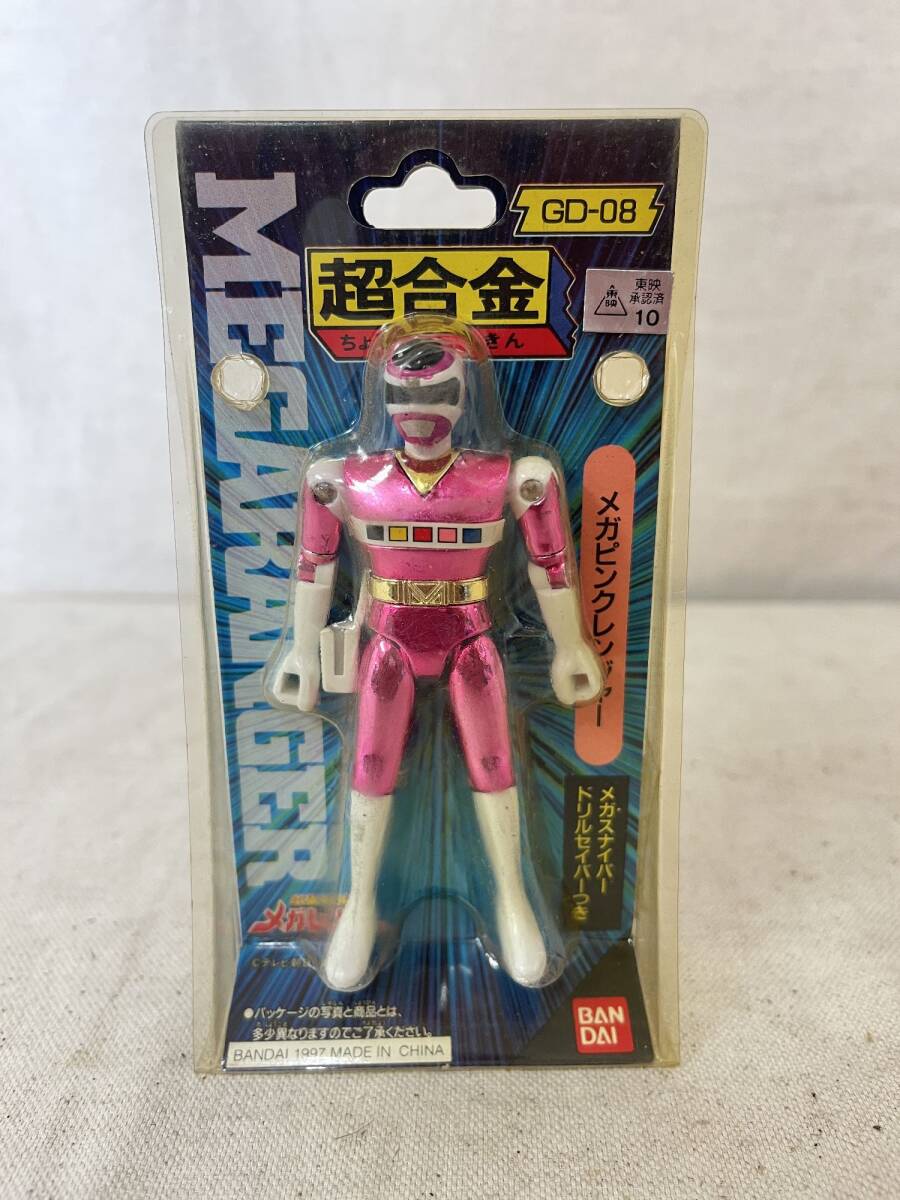 MEGARANGER
GD-08
超合金
東映
承認済
10
メガピンクレンジャー
メガスナイパー
ドリルセイバーつき
●パッケージの写真と商品とは、
多少異なりますのでご了承ください。
BANDAI 1997 MADE IN CHINA
BAN
DAI